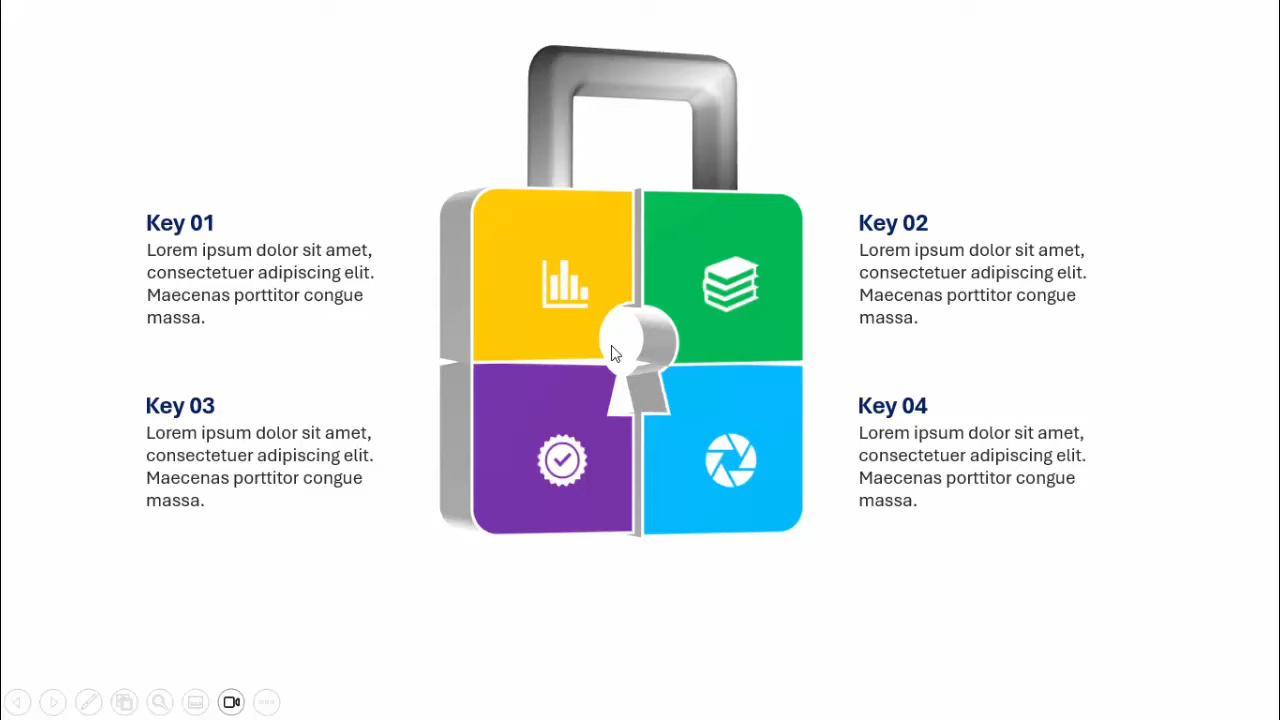 Key 01
Lorem ipsum dolor sit amet,
consectetuer adipiscing elit.
Maecenas porttitor congue
massa.
Key 02
Lorem ipsum dolor sit amet,
consectetuer adipiscing elit.
Maecenas porttitor congue
massa.
Key 03
Lorem ipsum dolor sit amet,
consectetuer adipiscing elit.
Maecenas porttitor congue
massa.
Key 04
Lorem ipsum dolor sit amet,
consectetuer adipiscing elit.
Maecenas porttitor congue
massa.